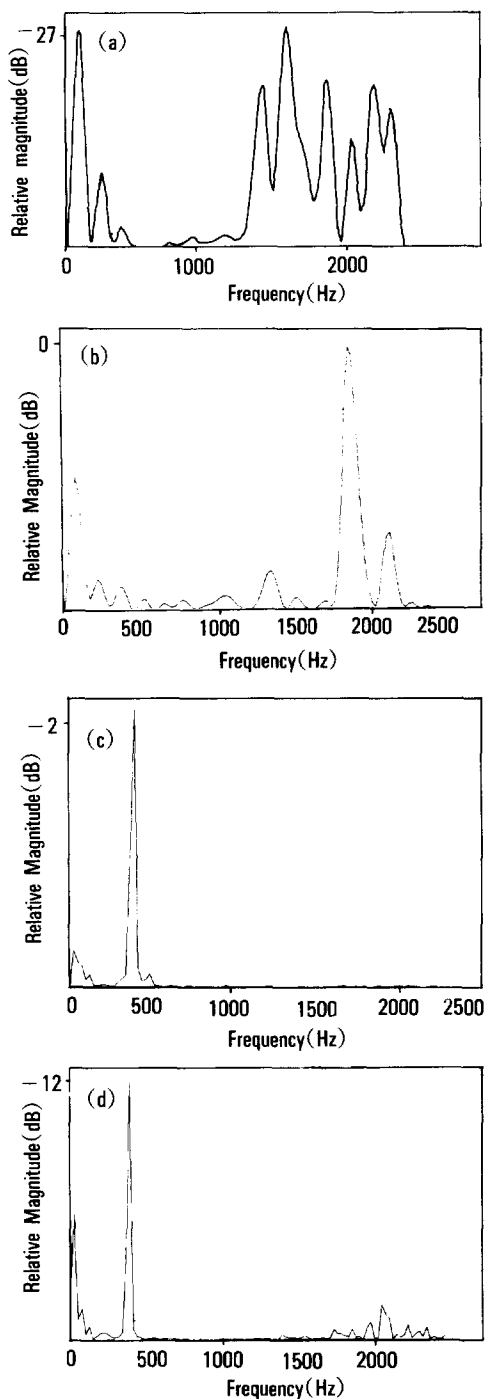 Relative magnitude(dB)
−27
(a)
0 1000 2000
Frequency(Hz)
Relative Magnitude(dB)
0
(b)
0 500 1000 1500 2000 2500
Frequency(Hz)
Relative Magnitude(dB)
−2
(c)
0 500 1000 1500 2000 2500
Frequency(Hz)
Relative Magnitude(dB)
−12
(d)
0 500 1000 1500 2000
Frequency(Hz)